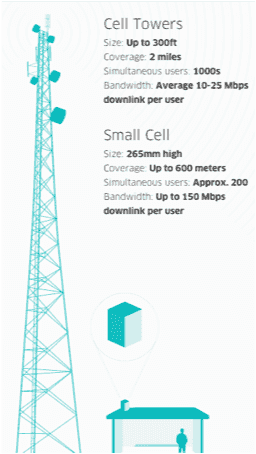 Cell Towers
Size: Up to 300ft
Coverage: 2 miles
Simultaneous users: 1000s
Bandwidth: Average 10-25 Mbps
downlink per user
Small Cell
Size: 265mm high
Coverage: Up to 600 meters
Simultaneous users: Approx. 200
Bandwidth: Up to 150 Mbps
downlink per user